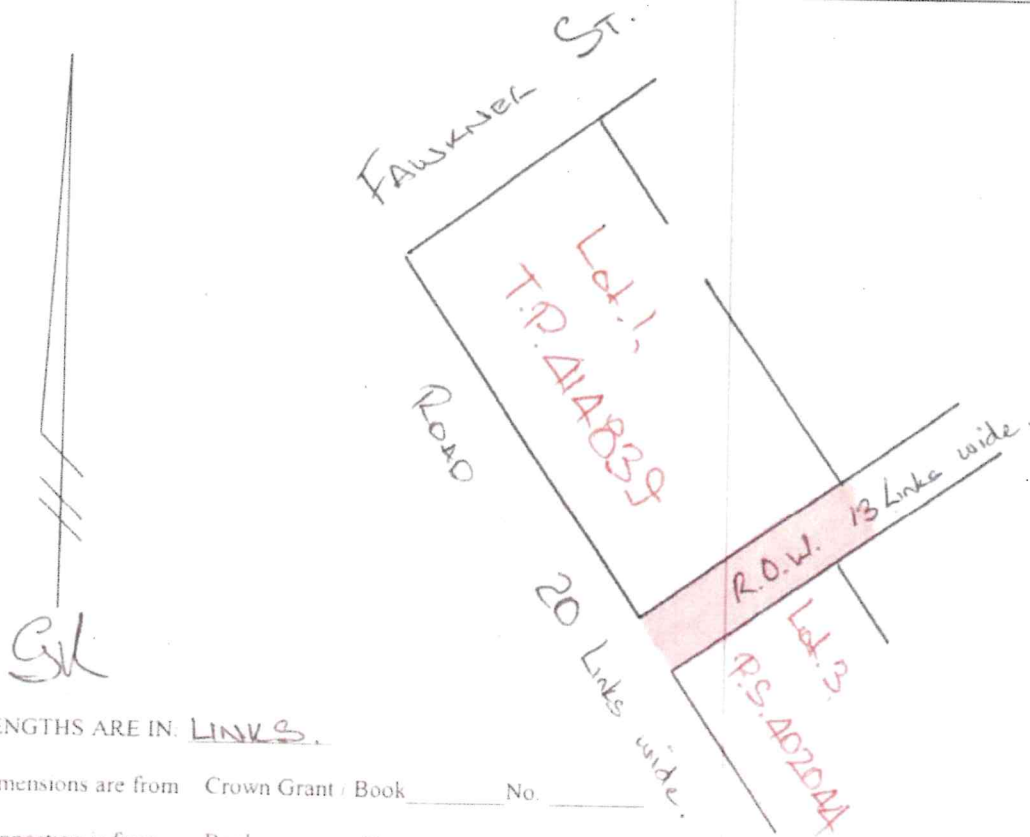 FAWKNER ST.
Lot.1,
T.P. 414839
ROAD
20 Links wide.
R.O.W. 13 Links wide.
Lot.3.
P.S. 402044
ENGTHS ARE IN: LINKS.
mensions are from Crown Grant / Book No.